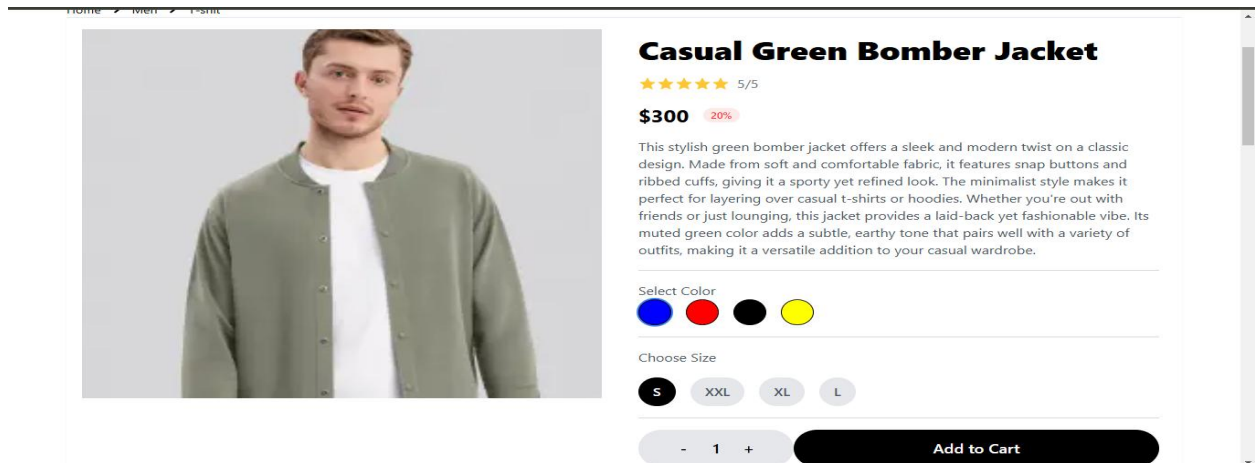 Home > Men > T-shit
Casual Green Bomber Jacket
5/5
$300 20%
This stylish green bomber jacket offers a sleek and modern twist on a classic
design. Made from soft and comfortable fabric, it features snap buttons and
ribbed cuffs, giving it a sporty yet refined look. The minimalist style makes it
perfect for layering over casual t-shirts or hoodies. Whether you're out with
friends or just lounging, this jacket provides a laid-back yet fashionable vibe. Its
muted green color adds a subtle, earthy tone that pairs well with a variety of
outfits, making it a versatile addition to your casual wardrobe.
Select Color
Choose Size
S XXL XL L
- 1 + Add to Cart